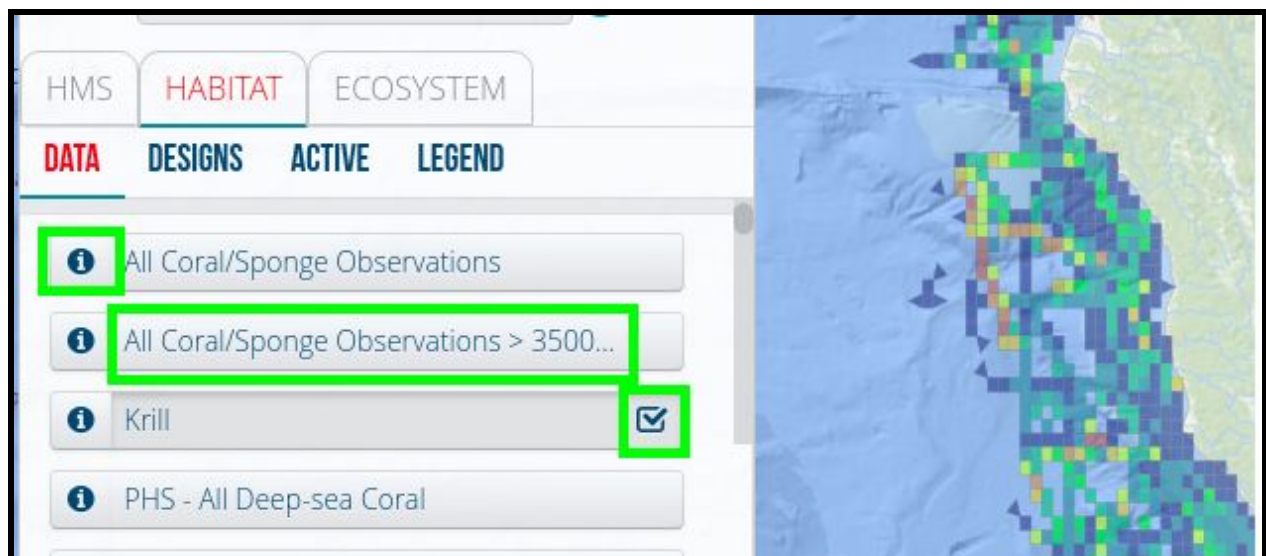 HMS HABITAT ECOSYSTEM
DATA DESIGNS ACTIVE LEGEND
All Coral/Sponge Observations
All Coral/Sponge Observations > 3500...
Krill
PHS - All Deep-sea Coral